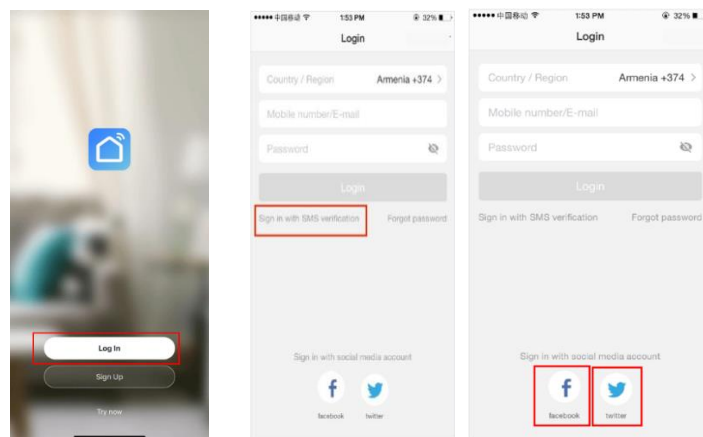 Log In
Sign Up
Try now
●●●●● 中国移动 1:53 PM 32%
Login
Country / Region Armenia +374 >
Mobile number/E-mail
Password
Login
Sign in with SMS verification Forgot password
Sign in with social media account
f
facebook twitter
●●●●● 中国移动 1:53 PM 32%
Login
Country / Region Armenia +374 >
Mobile number/E-mail
Password
Login
Sign in with SMS verification Forgot password
Sign in with social media account
f
facebook twitter